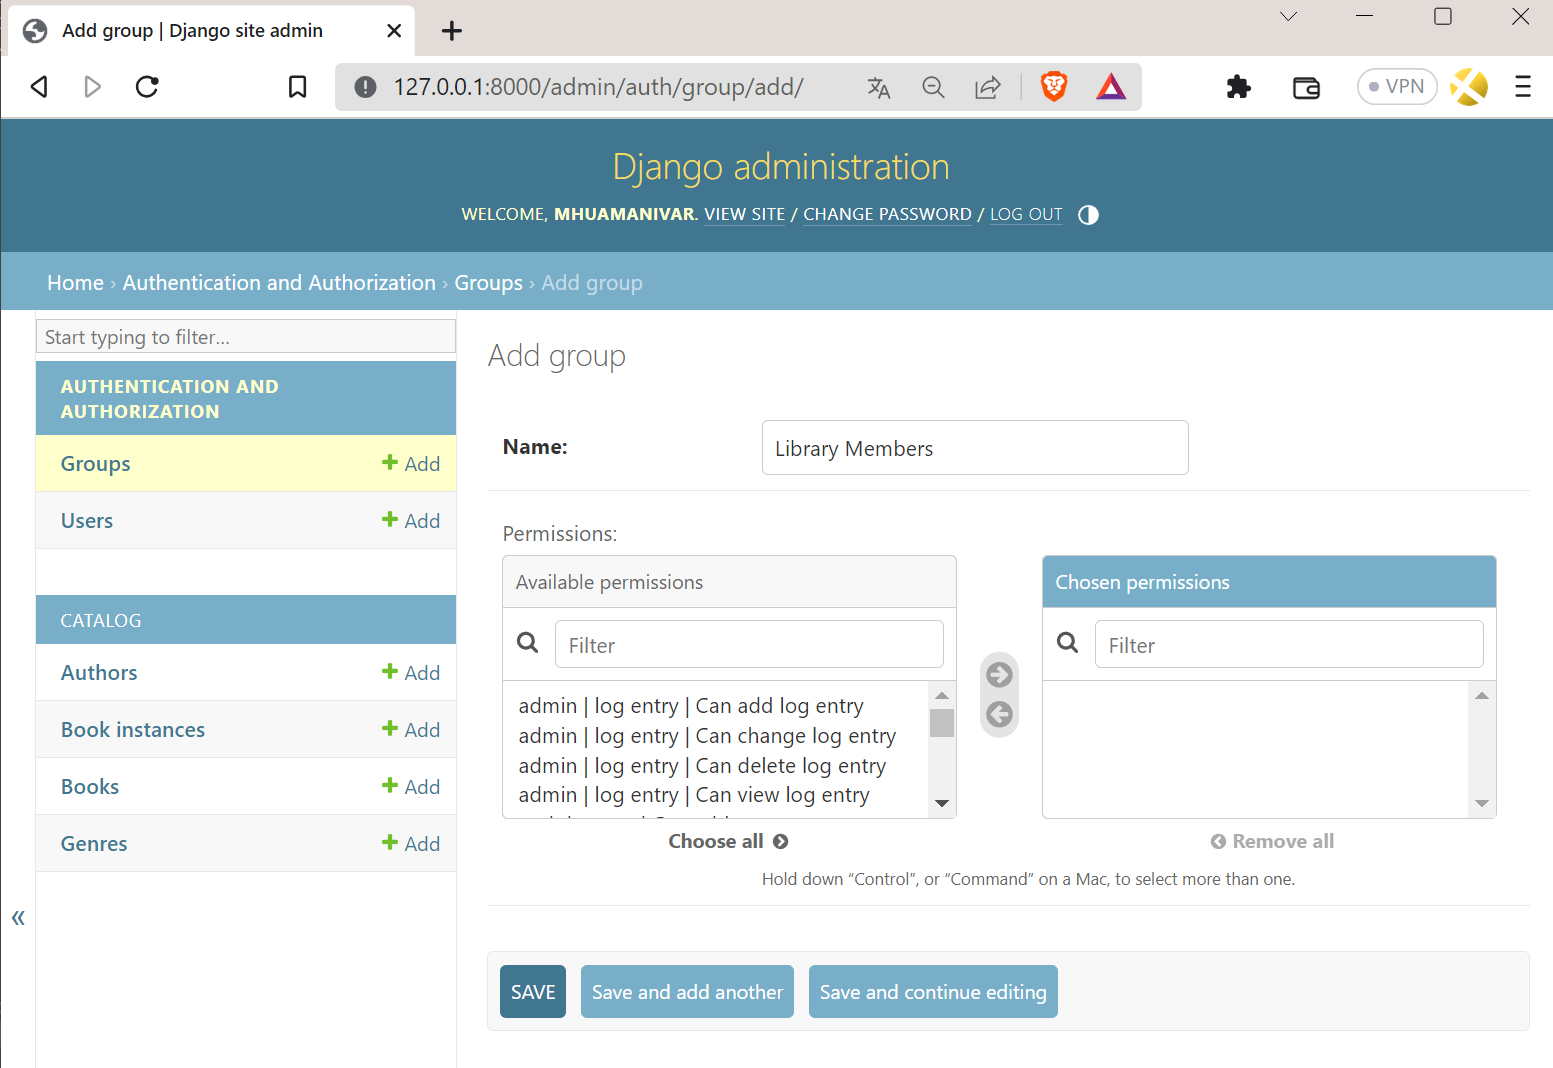 Add group | Django site admin
127.0.0.1:8000/admin/auth/group/add/
VPN
Django administration
WELCOME, MHUAMANIVAR. VIEW SITE / CHANGE PASSWORD / LOG OUT
Home › Authentication and Authorization › Groups › Add group
Start typing to filter...
AUTHENTICATION AND
AUTHORIZATION
Groups Add
Users Add
CATALOG
Authors Add
Book instances Add
Books Add
Genres Add
«
Add group
Name: Library Members
Permissions:
Available permissions
Filter
admin | log entry | Can add log entry
admin | log entry | Can change log entry
admin | log entry | Can delete log entry
admin | log entry | Can view log entry
Choose all
Chosen permissions
Filter
Remove all
Hold down “Control”, or “Command” on a Mac, to select more than one.
SAVE
Save and add another
Save and continue editing